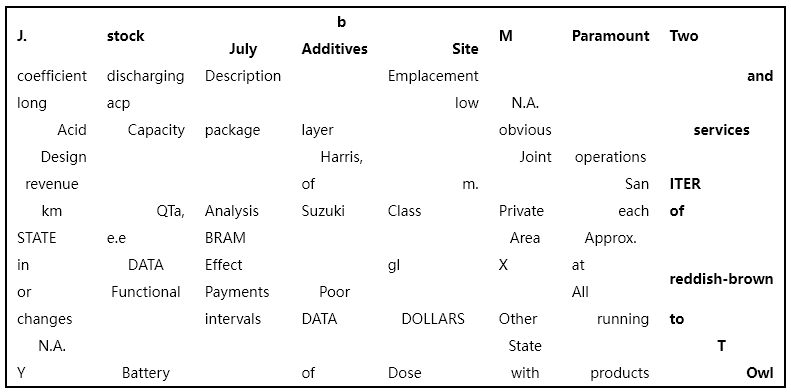 b
J. stock M Paramount Two
July Additives Site
coefficient discharging Description Emplacement and
long acp low N.A.
Acid Capacity package layer obvious services
Design Harris, Joint operations
revenue of m. San ITER
km QTa, Analysis Suzuki Class Private each of
STATE e.e BRAM Area Approx.
in DATA Effect gl X at
reddish-brown
or Functional Payments Poor All
changes intervals DATA DOLLARS Other running to
N.A. State T
Y Battery of Dose with products Owl